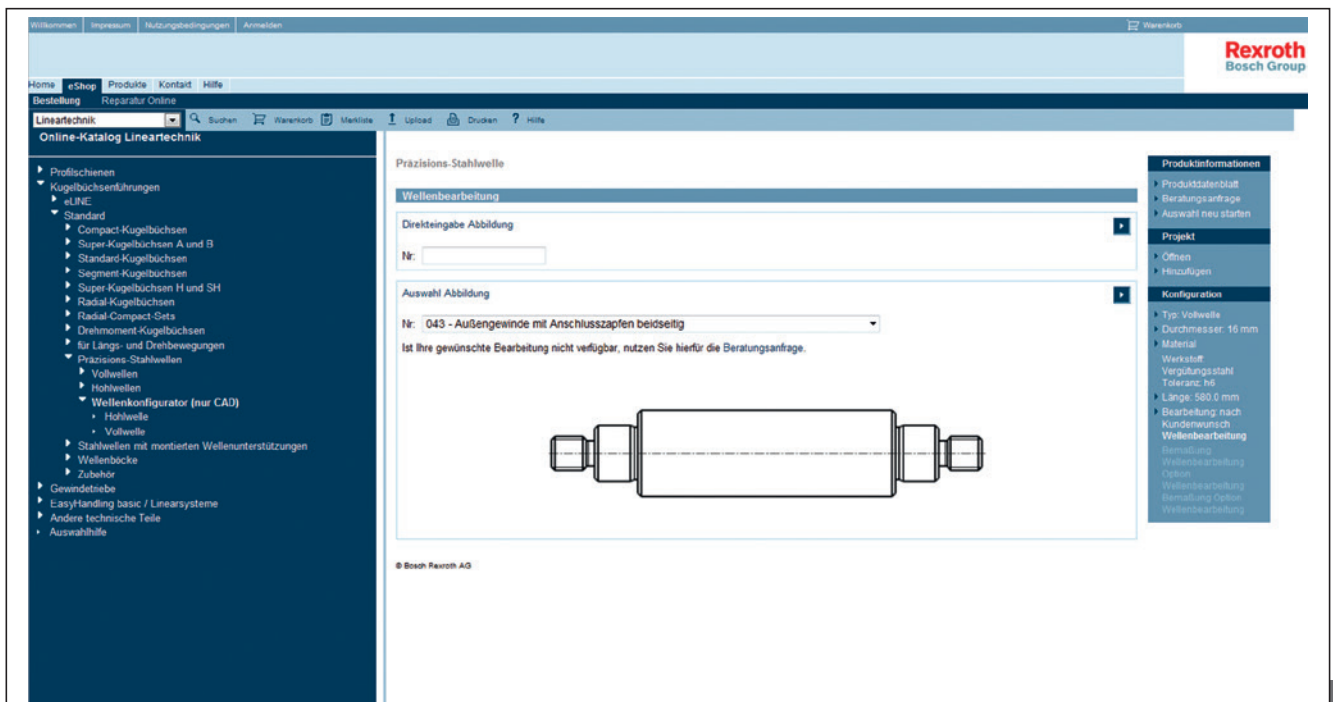 Willkommen Impressum Nutzungsbedingungen Anmelden Warenkorb
Rexroth
Bosch Group
Home eShop Produkte Kontakt Hilfe
Bestellung Reparatur Online
Lineartechnik Suchen Warenkorb Merkliste Upload Drucken ? Hilfe
Online-Katalog Lineartechnik
Profilschienen
Kugelbüchsenführungen
eLINE
Standard
Compact-Kugelbüchsen
Super-Kugelbüchsen A und B
Standard-Kugelbüchsen
Segment-Kugelbüchsen
Super-Kugelbüchsen H und SH
Radial-Kugelbüchsen
Radial-Compact-Sets
Drehmoment-Kugelbüchsen
für Längs- und Drehbewegungen
Präzisions-Stahlwellen
Vollwellen
Hohlwellen
Wellenkonfigurator (nur CAD)
Hohlwelle
Vollwelle
Stahlwellen mit montierten Wellenunterstützungen
Wellenböcke
Zubehör
Gewindetriebe
EasyHandling basic / Linearsysteme
Andere technische Teile
Auswahlhilfe
Präzisions-Stahlwelle
Wellenbearbeitung
Direkteingabe Abbildung
Nr:
Auswahl Abbildung
Nr: 043 - Außengewinde mit Anschlusszapfen beidseitig
Ist Ihre gewünschte Bearbeitung nicht verfügbar, nutzen Sie hierfür die Beratungsanfrage.
© Bosch Rexroth AG
Produktinformationen
Produktdatenblatt
Beratungsanfrage
Auswahl neu starten
Projekt
Öffnen
Hinzufügen
Konfiguration
Typ: Vollwelle
Durchmesser: 16 mm
Material
Werkstoff
Vergütungsstahl
Toleranz: h6
Länge: 580.0 mm
Bearbeitung: nach
Kundenwunsch
Wellenbearbeitung
Bemaßung
Wellenbearbeitung
Option
Wellenbearbeitung
Bemaßung Option
Wellenbearbeitung